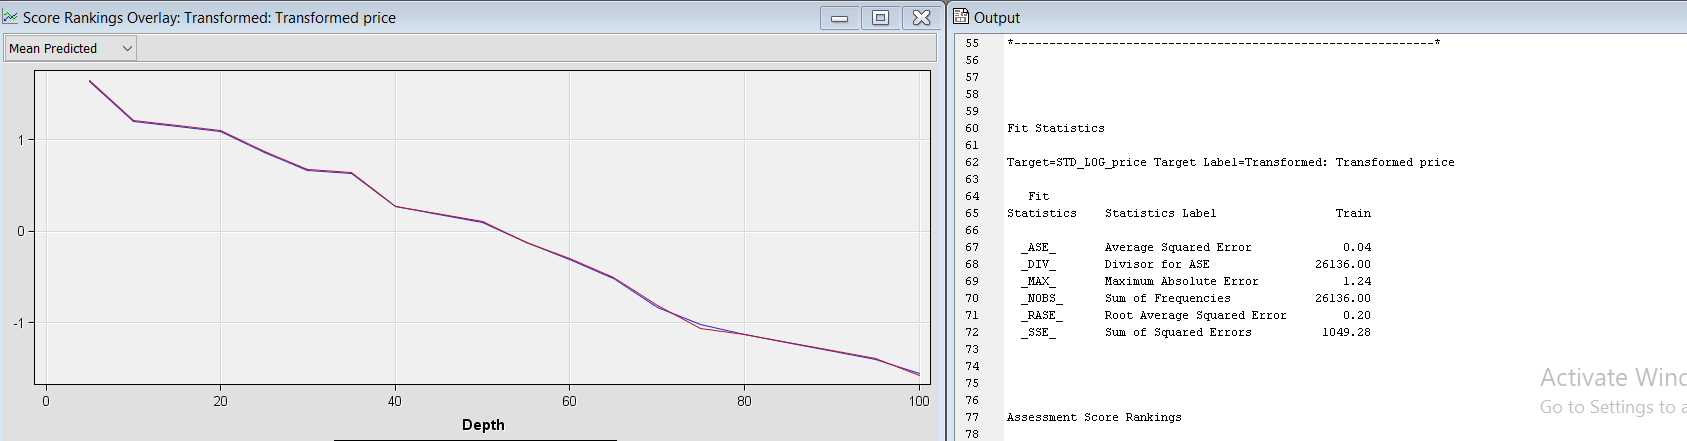 Score Rankings Overlay: Transformed: Transformed price
Mean Predicted
1
0
-1
0 20 40 60 80 100
Depth
Output
55 *------------------------------------------------------------*
56
57
58
59
60 Fit Statistics
61
62 Target=STD_LOG_price Target Label=Transformed: Transformed price
63
64 Fit
65 Statistics Statistics Label Train
66
67 _ASE_ Average Squared Error 0.04
68 _DIV_ Divisor for ASE 26136.00
69 _MAX_ Maximum Absolute Error 1.24
70 _NOBS_ Sum of Frequencies 26136.00
71 _RASE_ Root Average Squared Error 0.20
72 _SSE_ Sum of Squared Errors 1049.28
73
74
75
76
77 Assessment Score Rankings
78
Activate Winc
Go to Settings to a